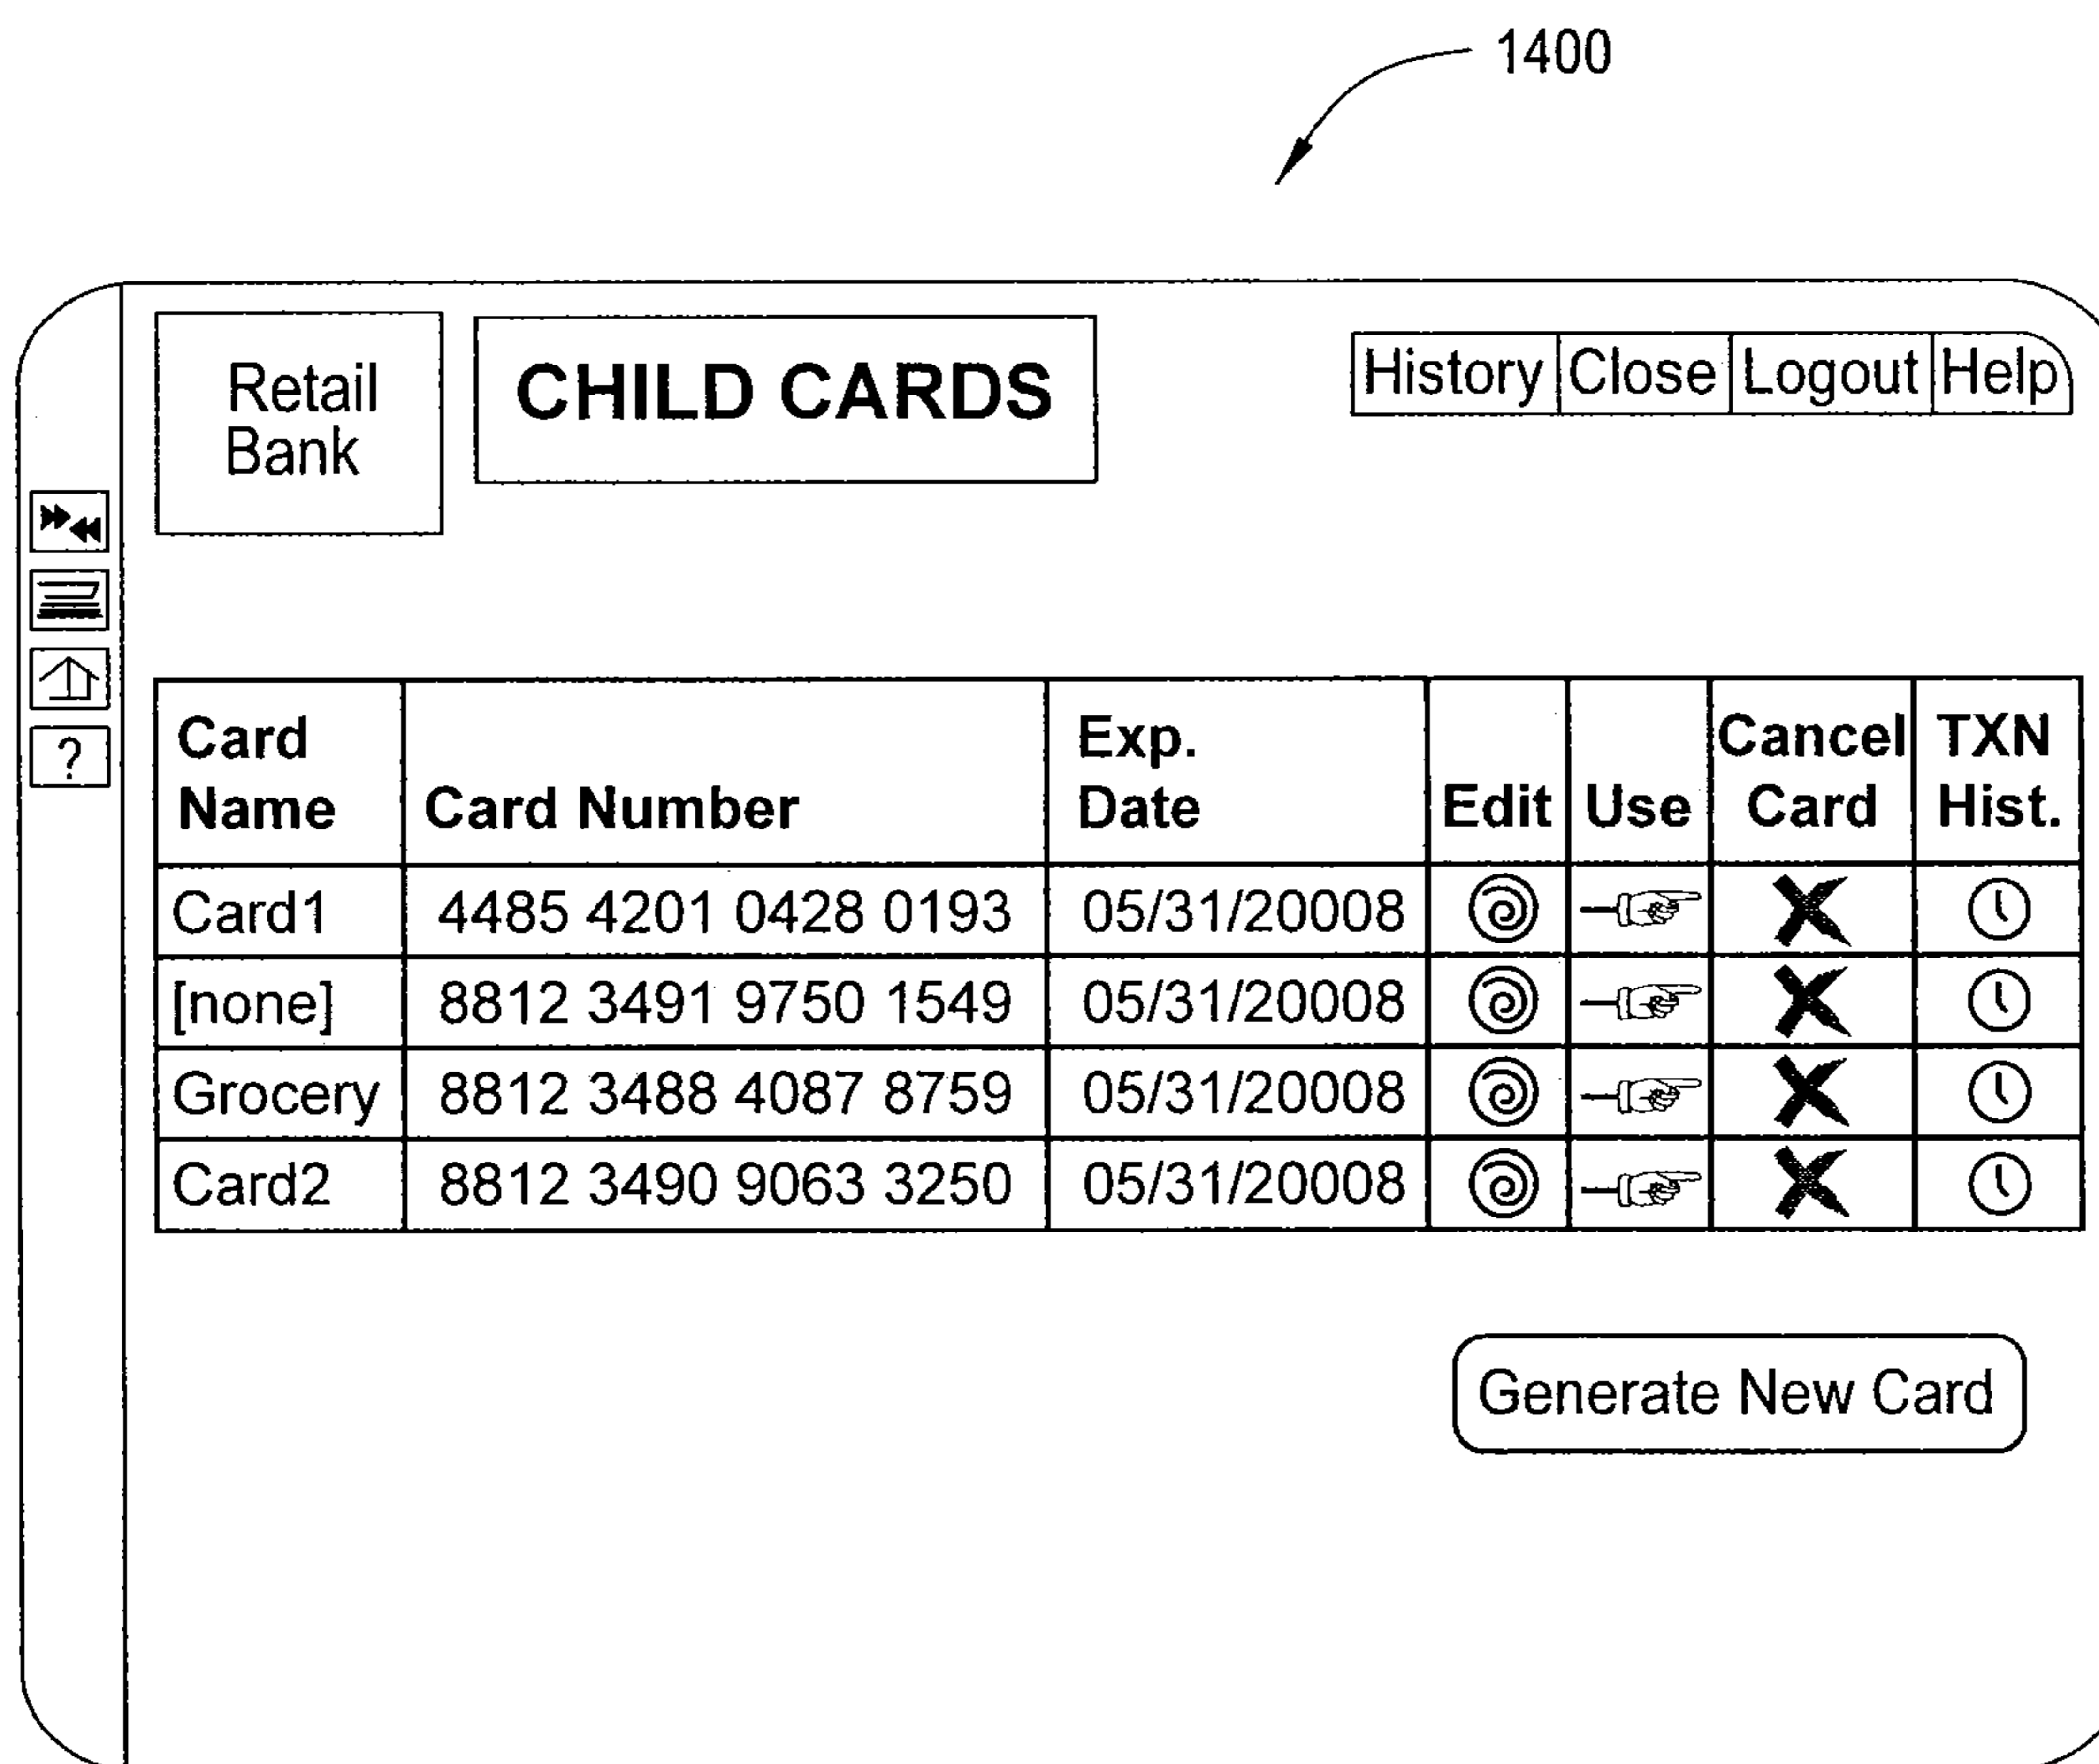 1400
Retail
Bank
CHILD CARDS
History Close Logout Help
?
Card
Name
Card Number
Exp.
Date
Edit
Use
Cancel
Card
TXN
Hist.
Card1 4485 4201 0428 0193 05/31/20008
[none] 8812 3491 9750 1549 05/31/20008
Grocery 8812 3488 4087 8759 05/31/20008
Card2 8812 3490 9063 3250 05/31/20008
Generate New Card